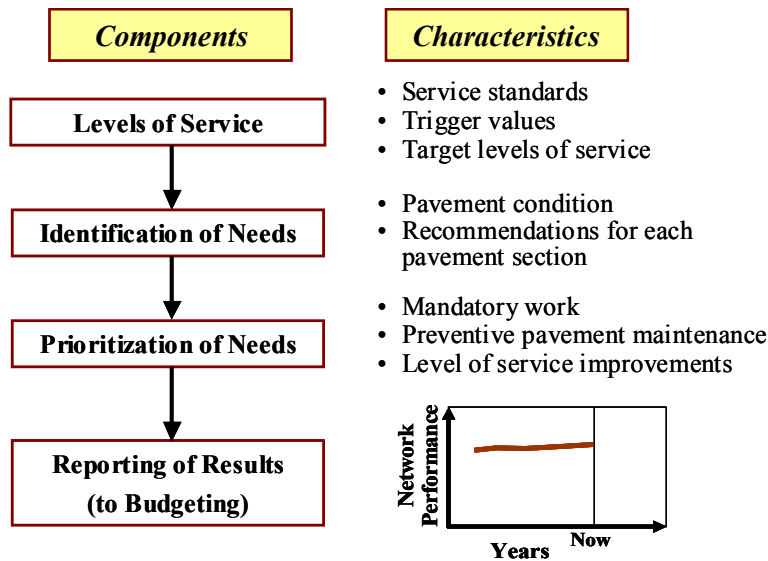 Components
Characteristics
Levels of Service
• Service standards
• Trigger values
• Target levels of service
Identification of Needs
• Pavement condition
• Recommendations for each
pavement section
Prioritization of Needs
• Mandatory work
• Preventive pavement maintenance
• Level of service improvements
Reporting of Results
(to Budgeting)
Network
Performance
Years
Now